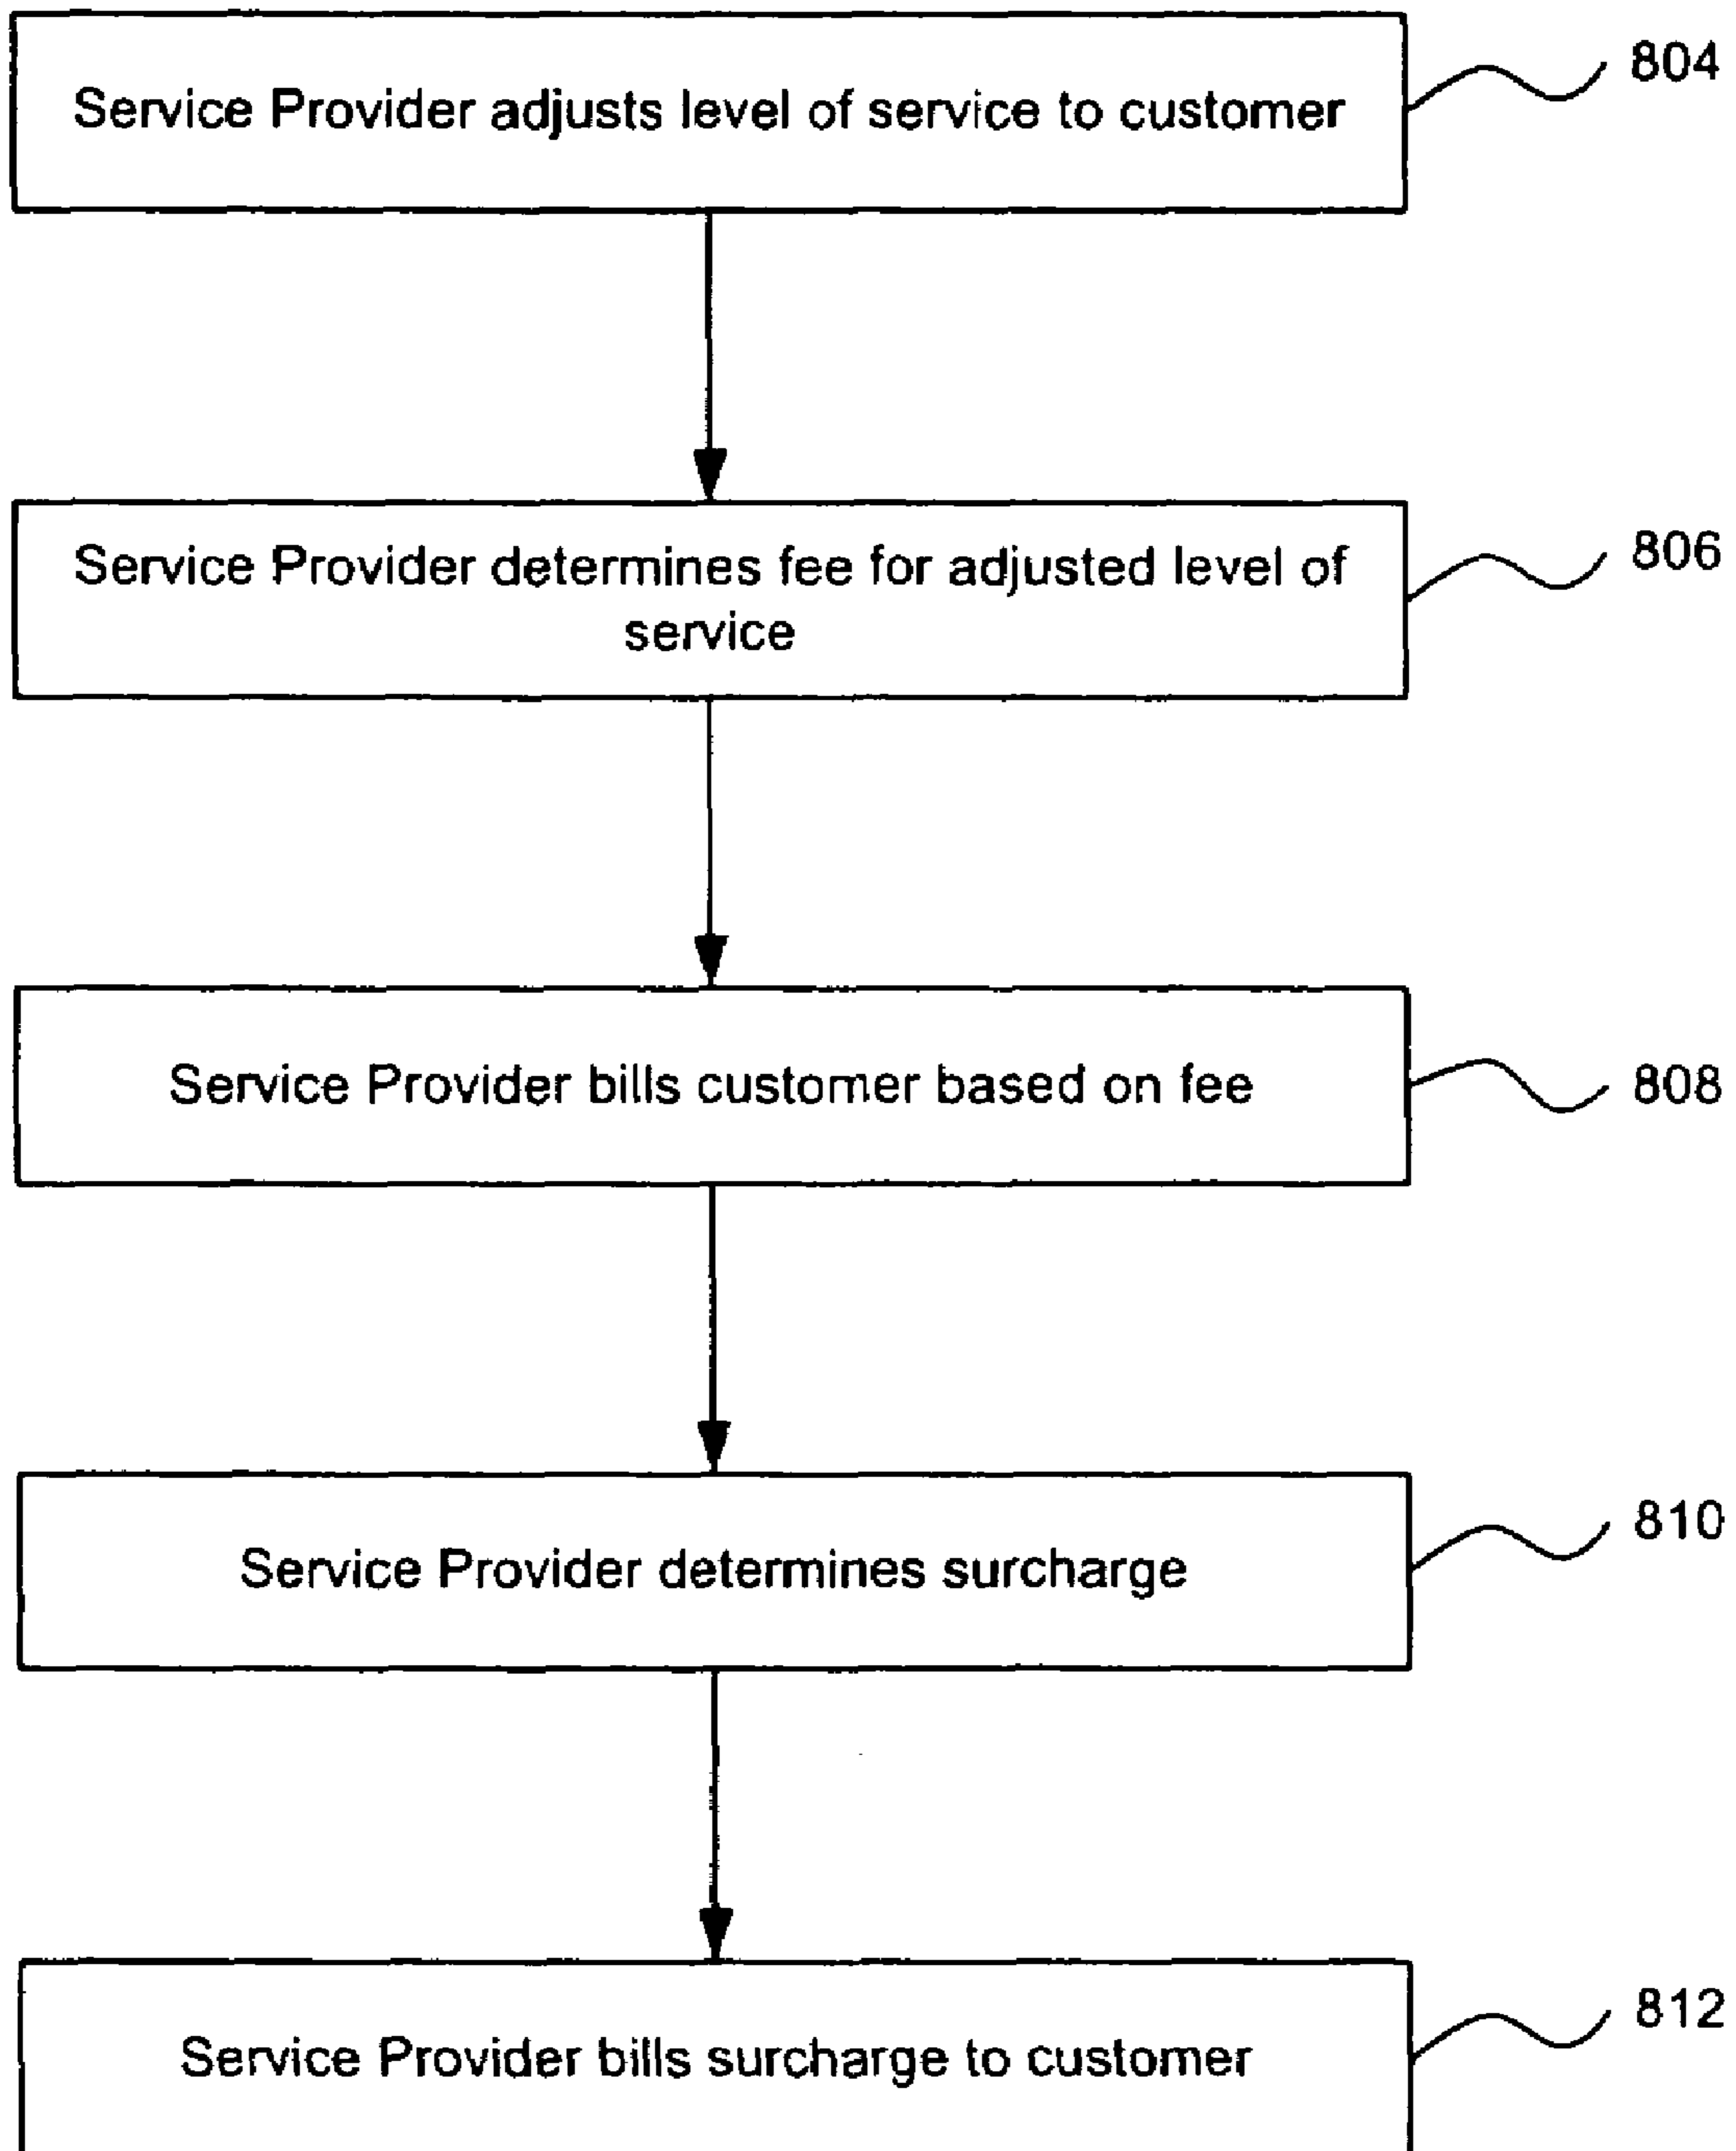 804
Service Provider adjusts level of service to customer
806
Service Provider determines fee for adjusted level of
service
808
Service Provider bills customer based on fee
810
Service Provider determines surcharge
812
Service Provider bills surcharge to customer